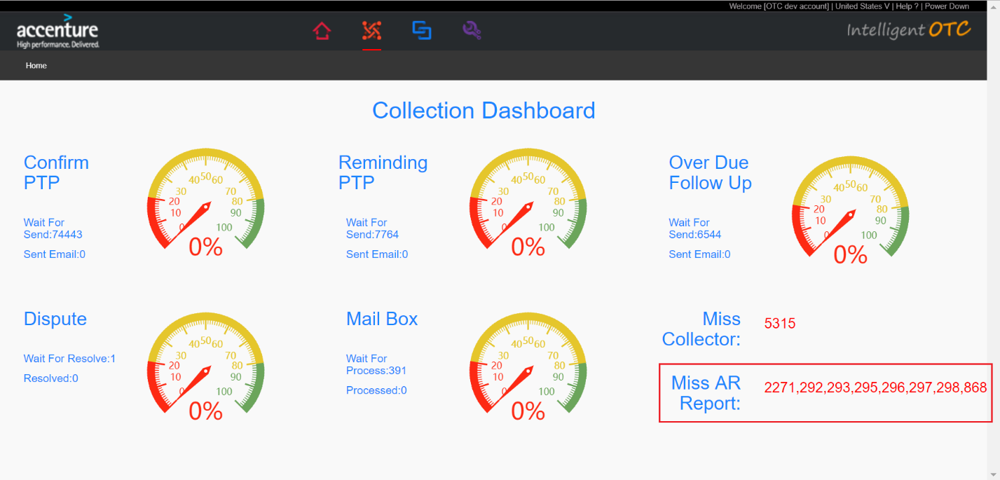 Welcome [OTC dev account] | United States V | Help ? | Power Down
>
accenture
High performance. Delivered.
Intelligent OTC
Home
Collection Dashboard
Confirm
PTP
Wait For
Send:74443
Sent Email:0
0
10
20
30
40
50
60
70
80
90
100
0%
Reminding
PTP
Wait For
Send:7764
Sent Email:0
0
10
20
30
40
50
60
70
80
90
100
0%
Over Due
Follow Up
Wait For
Send:6544
Sent Email:0
0
10
20
30
40
50
60
70
80
90
100
0%
Dispute
Wait For Resolve:1
Resolved:0
0
10
20
30
40
50
60
70
80
90
100
0%
Mail Box
Wait For
Process:391
Processed:0
0
10
20
30
40
50
60
70
80
90
100
0%
Miss
Collector:
5315
Miss AR
Report:
2271,292,293,295,296,297,298,868